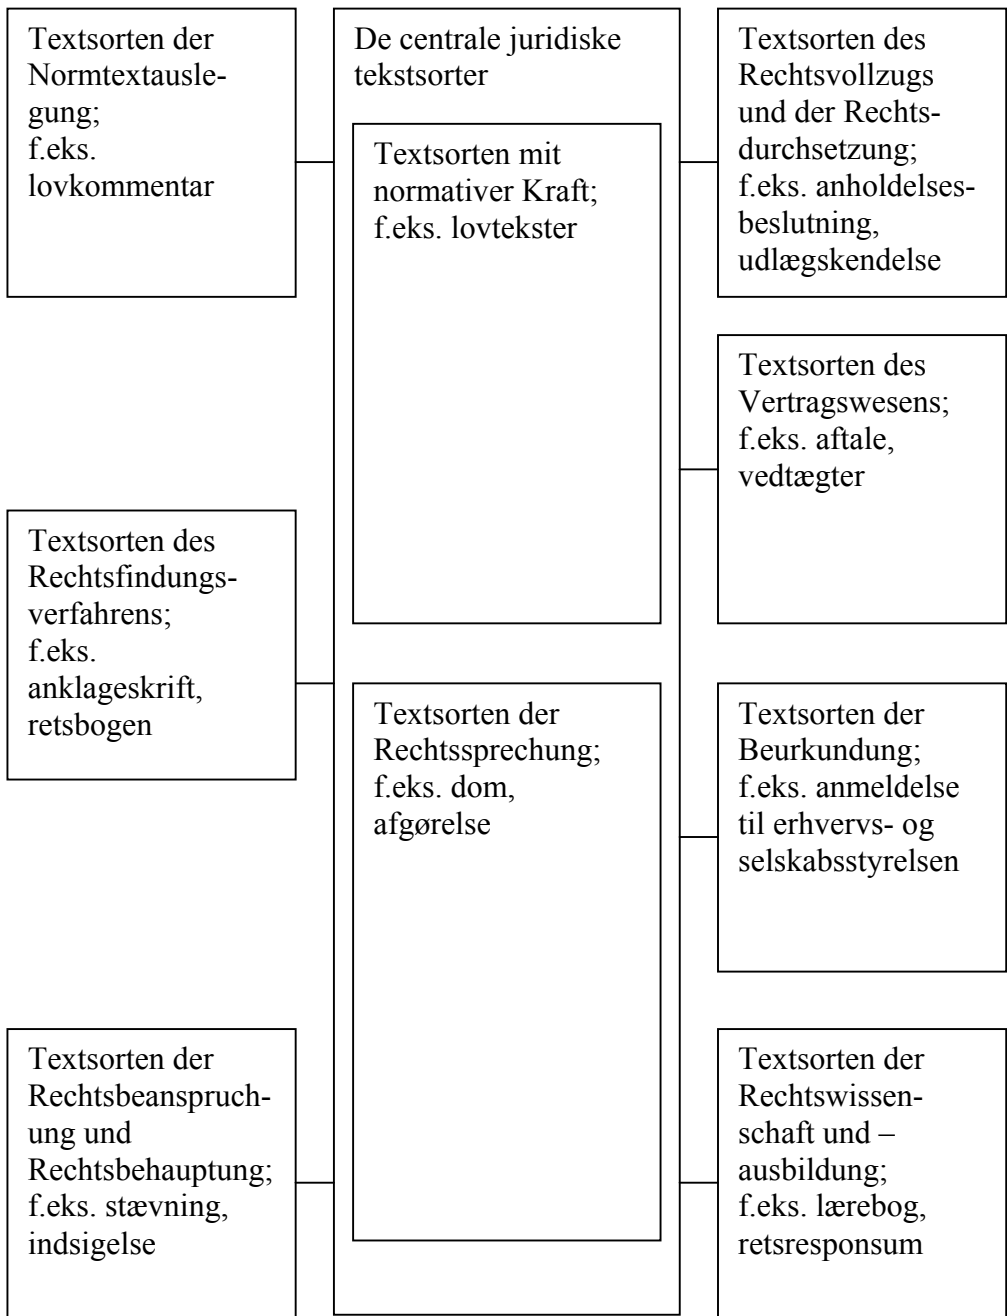 Textsorten der
Normtextausle-
gung;
f.eks.
lovkommentar
Textsorten des
Rechtsfindungs-
verfahrens;
f.eks.
anklageskrift,
retsbogen
Textsorten der
Rechtsbeanspruch-
ung und
Rechtsbehauptung;
f.eks. stævning,
indsigelse
De centrale juridiske
tekstsorter
Textsorten mit
normativer Kraft;
f.eks. lovtekster
Textsorten der
Rechtssprechung;
f.eks. dom,
afgørelse
Textsorten des
Rechtsvollzugs
und der Rechts-
durchsetzung;
f.eks. anholdelses-
beslutning,
udlægskendelse
Textsorten des
Vertragswesens;
f.eks. aftale,
vedtægter
Textsorten der
Beurkundung;
f.eks. anmeldelse
til erhvervs- og
selskabsstyrelsen
Textsorten der
Rechtswissen-
schaft und –
ausbildung;
f.eks. lærebog,
retsresponsum